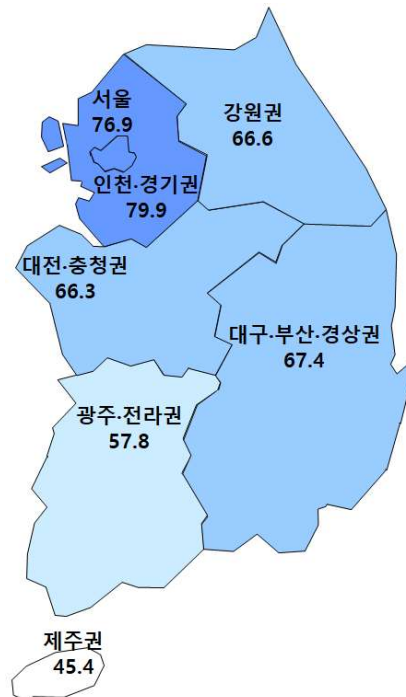 서울
76.9
강원권
66.6
인천·경기권
79.9
대전·충청권
66.3
대구·부산·경상권
67.4
광주·전라권
57.8
제주권
45.4